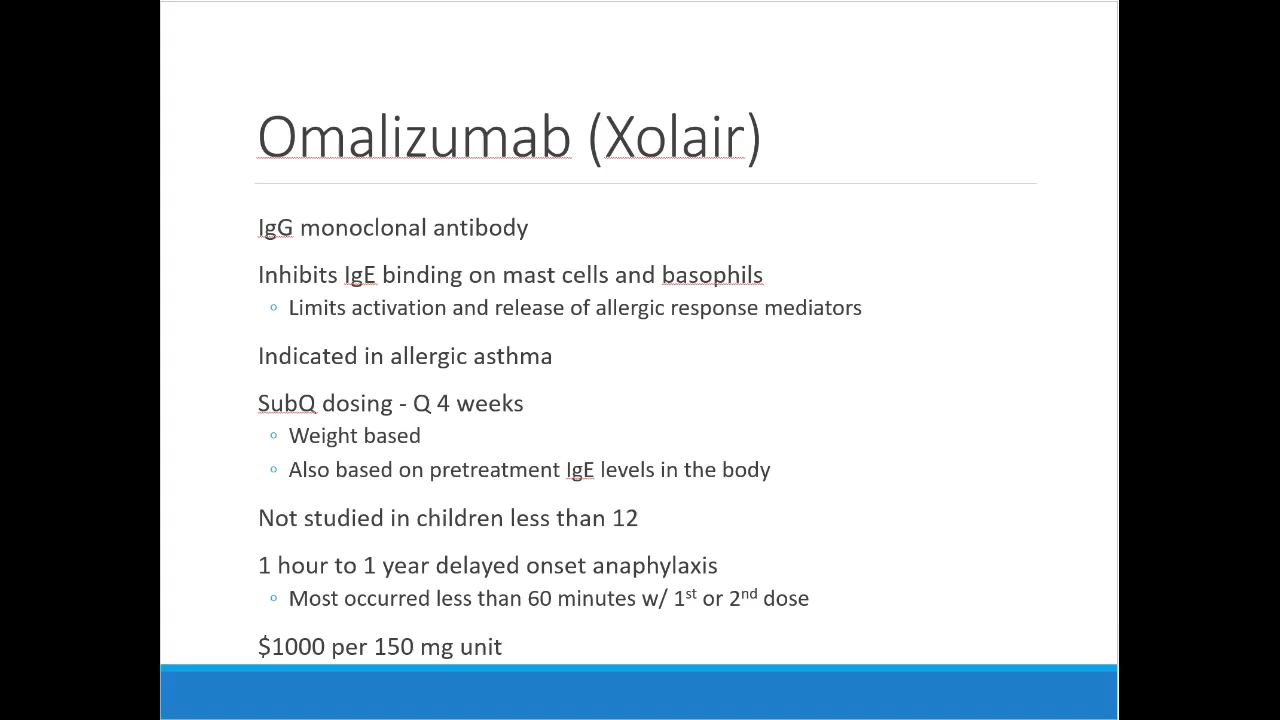 Omalizumab (Xolair)
IgG monoclonal antibody
Inhibits IgE binding on mast cells and basophils
◦ Limits activation and release of allergic response mediators
Indicated in allergic asthma
SubQ dosing - Q 4 weeks
◦ Weight based
◦ Also based on pretreatment IgE levels in the body
Not studied in children less than 12
1 hour to 1 year delayed onset anaphylaxis
◦ Most occurred less than 60 minutes w/ 1st or 2nd dose
$1000 per 150 mg unit